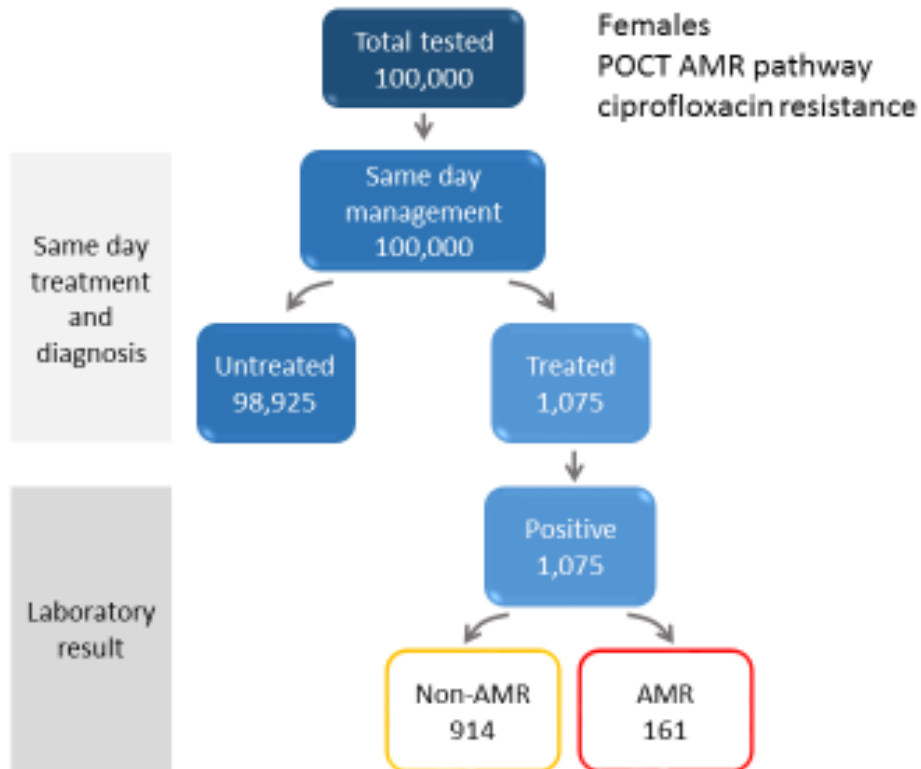 Total tested
100,000
Females
POCT AMR pathway
ciprofloxacin resistance
Same day
management
100,000
Same day
treatment
and
diagnosis
Untreated
98,925
Treated
1,075
Positive
1,075
Laboratory
result
Non-AMR
914
AMR
161